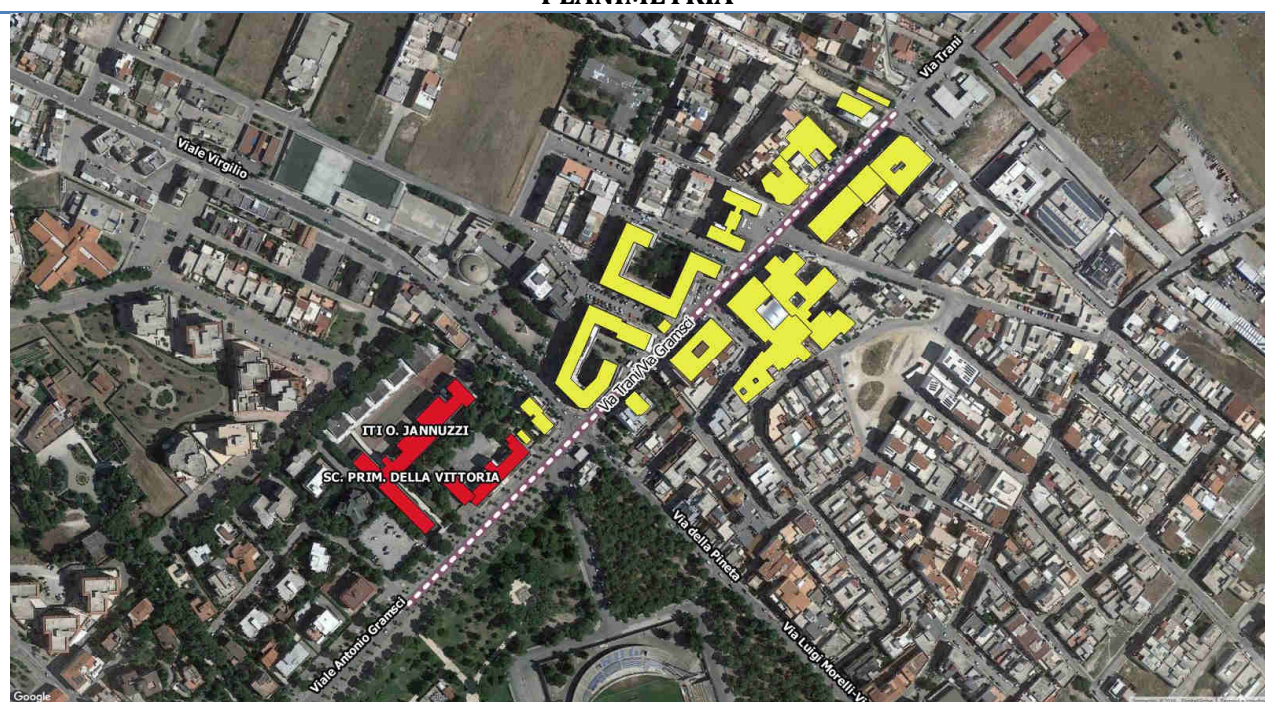 PLANIMETRIA
Via Trani
Viale Virgilio
Via Trani/Via Gramsci
ITI O. JANNUZZI
SC. PRIM. DELLA VITTORIA
Via della Pineta
Viale Antonio Gramsci
Via Luigi Morelli-Vi
Google